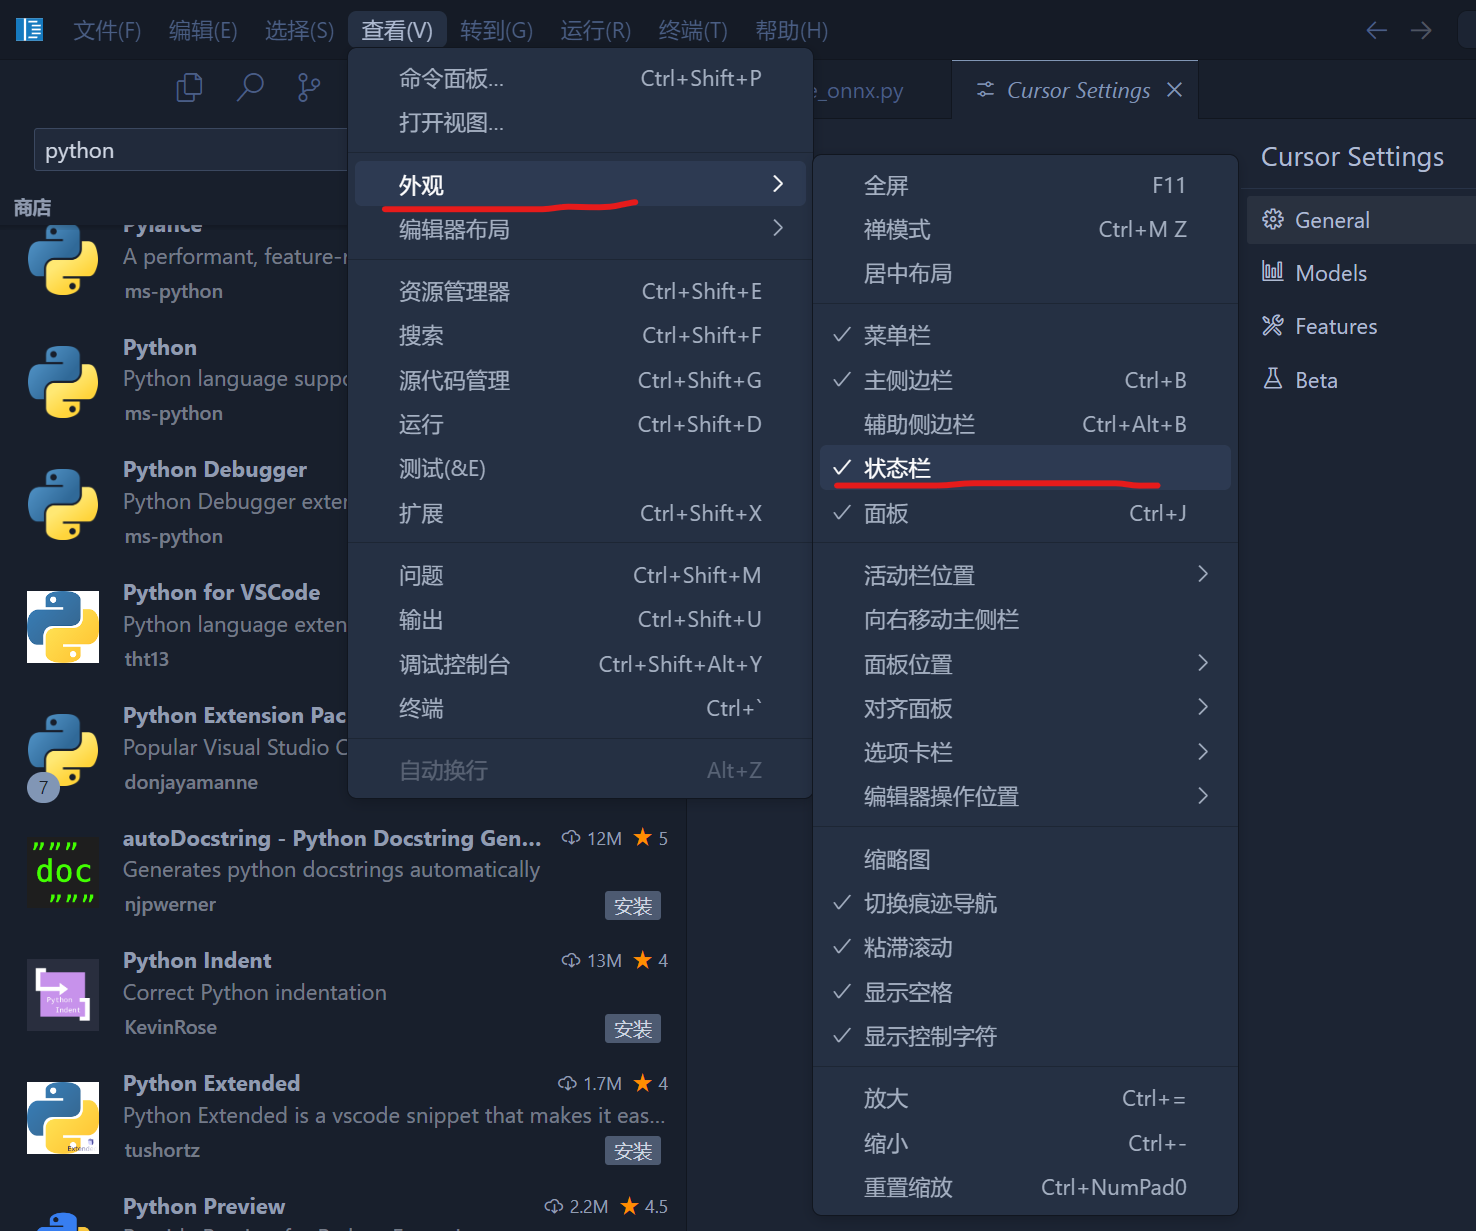 文件(F) 编辑(E) 选择(S) 查看(V) 转到(G) 运行(R) 终端(T) 帮助(H)
e_onnx.py
Cursor Settings
python
商店
Pylance
A performant, feature-r
ms-python
Python
Python language suppo
ms-python
Python Debugger
Python Debugger exten
ms-python
Python for VSCode
Python language exten
tht13
Python Extension Pac
Popular Visual Studio C
donjayamanne
7
autoDocstring - Python Docstring Gen... 12M 5
Generates python docstrings automatically
njpwerner 安装
"""
doc
"""
Python Indent 13M 4
Correct Python indentation
KevinRose 安装
Python
Indent
Python Extended 1.7M 4
Python Extended is a vscode snippet that makes it eas...
tushortz 安装
Python Preview 2.2M 4.5
命令面板... Ctrl+Shift+P
打开视图...
外观
编辑器布局
资源管理器 Ctrl+Shift+E
搜索 Ctrl+Shift+F
源代码管理 Ctrl+Shift+G
运行 Ctrl+Shift+D
测试(&E)
扩展 Ctrl+Shift+X
问题 Ctrl+Shift+M
输出 Ctrl+Shift+U
调试控制台 Ctrl+Shift+Alt+Y
终端 Ctrl+`
自动换行 Alt+Z
全屏 F11
禅模式 Ctrl+M Z
居中布局
菜单栏
主侧边栏 Ctrl+B
辅助侧边栏 Ctrl+Alt+B
状态栏
面板 Ctrl+J
活动栏位置
向右移动主侧栏
面板位置
对齐面板
选项卡栏
编辑器操作位置
缩略图
切换痕迹导航
粘滞滚动
显示空格
显示控制字符
放大 Ctrl+=
缩小 Ctrl+-
重置缩放 Ctrl+NumPad0
Cursor Settings
General
Models
Features
Beta